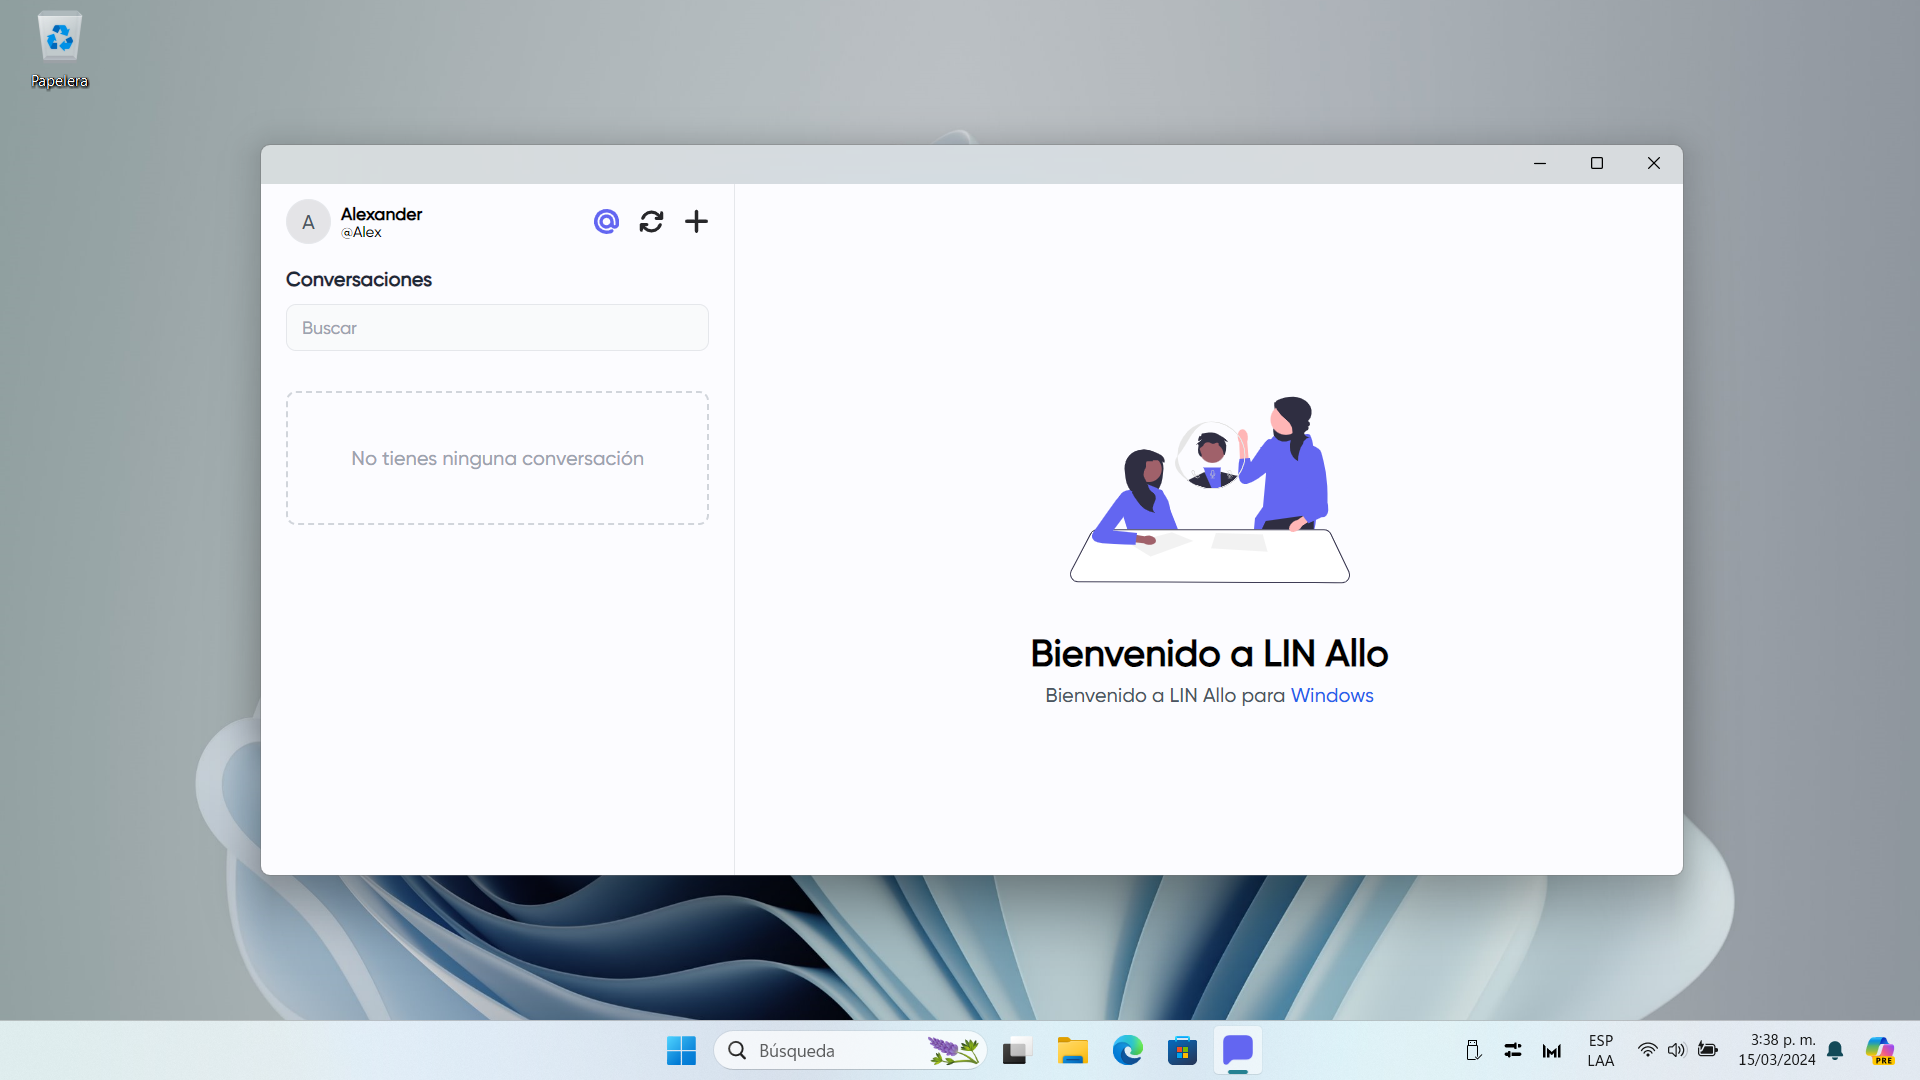 Papelera
A
Alexander
@Alex
Conversaciones
Buscar
No tienes ninguna conversación
Bienvenido a LIN Allo
Bienvenido a LIN Allo para Windows
Búsqueda
ESP
LAA
3:38 p. m.
15/03/2024
PRE